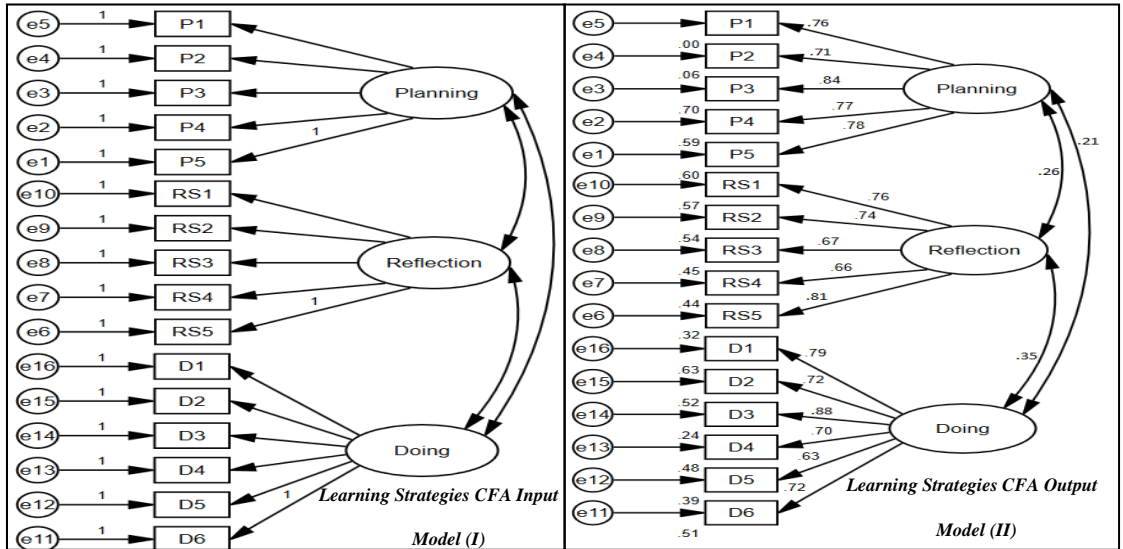 e5 1 P1
e4 1 P2
e3 1 P3
Planning
e2 1 P4
1
e1 1 P5
e10 1 RS1
e9 1 RS2
e8 1 RS3
Reflection
e7 1 RS4
1
e6 1 RS5
e16 1 D1
e15 1 D2
e14 1 D3
Doing
e13 1 D4
e12 1 D5
1
Learning Strategies CFA Input
e11 1 D6
Model (I)
e5 P1 .76
.00
e4 P2 .71
.06
e3 P3 .84
Planning
.70
e2 P4 .77
.78
.59
e1 P5
.21
.26
.60
e10 RS1 .76
.57
e9 RS2 .74
.54
e8 RS3 .67
Reflection
.45
e7 RS4 .66
.81
.44
e6 RS5
.32
e16 D1 .79
.35
.63
e15 D2 .72
.52
e14 D3 .88
Doing
.24
e13 D4 .70
.63
.48
e12 D5
.72
Learning Strategies CFA Output
.39
e11 D6
.51
Model (II)